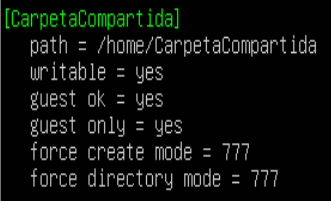 [CarpetaCompartida]
path = /home/CarpetaCompartida
writable = yes
guest ok = yes
guest only = yes
force create mode = 777
force directory mode = 777